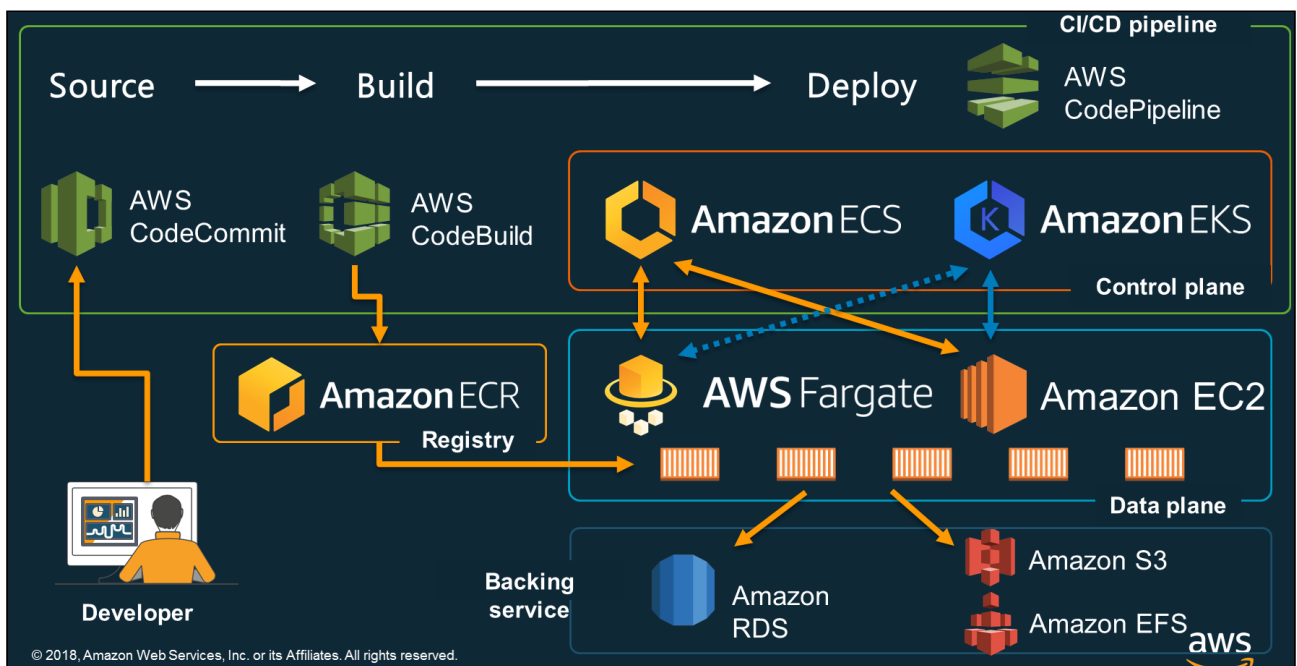 CI/CD pipeline
Source
Build
Deploy
AWS
CodePipeline
AWS
CodeCommit
AWS
CodeBuild
Amazon ECS
K
Amazon EKS
Control plane
Amazon ECR
Registry
AWS Fargate
Amazon EC2
Data plane
Developer
Backing
service
Amazon
RDS
Amazon S3
Amazon EFS
aws
© 2018, Amazon Web Services, Inc. or its Affiliates. All rights reserved.